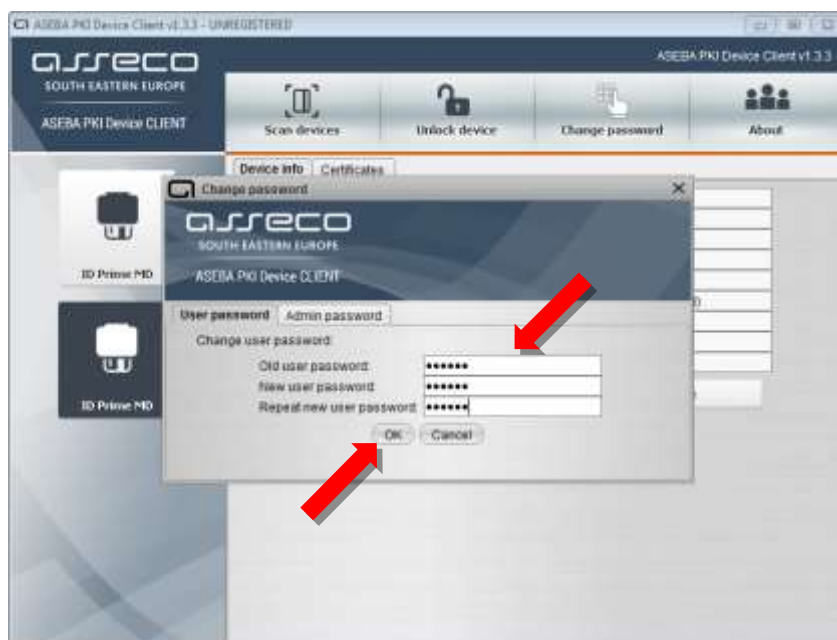 ASEBA PKI Device Client v1.3.3 - UNREGISTERED
asseco
SOUTH EASTERN EUROPE
ASEBA PKI Device CLIENT
ASEBA PKI Device Client v1.3.3
Scan devices
Unlock device
Change password
About
ID Prime MD
ID Prime MD
Device info
Certificates
Change password
asseco
SOUTH EASTERN EUROPE
ASEBA PKI Device CLIENT
User password
Admin password
Change user password:
Old user password:
New user password:
Repeat new user password:
OK
Cancel